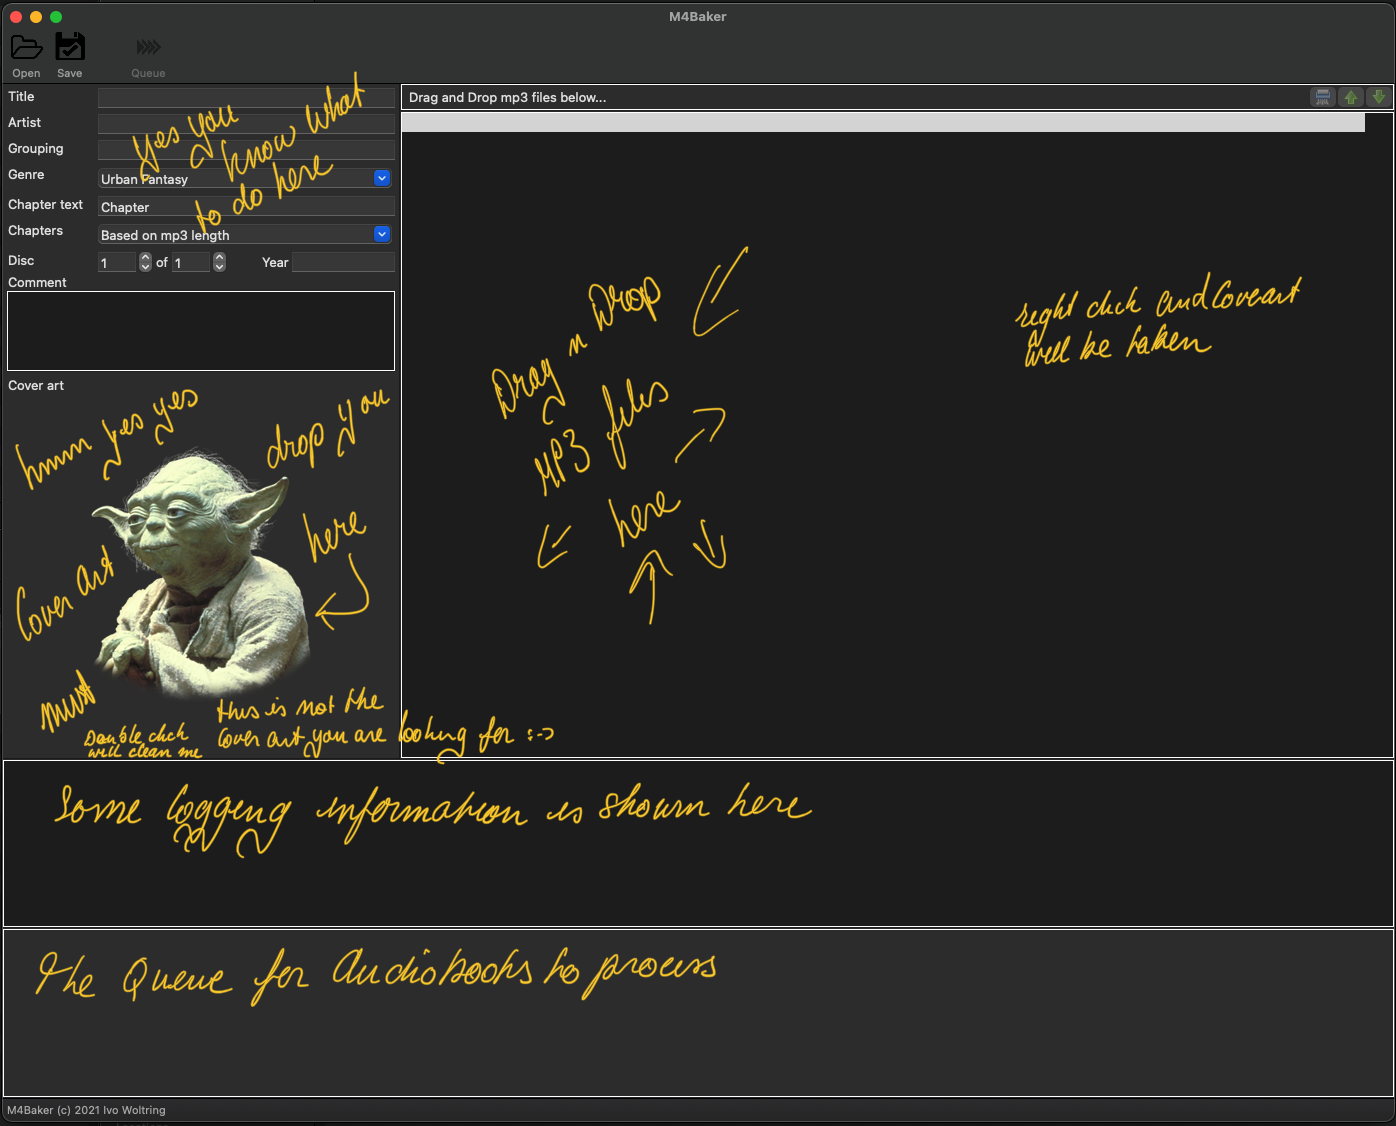 M4Baker
Open Save Queue
Title
Artist
Grouping
Genre Urban Fantasy
Chapter text Chapter
Chapters Based on mp3 length
Disc 1 of 1 Year
Comment
Cover art
yes you
know what
to do here
hmm yes yes
drop if you
here
Cover art
must
Double click
will clean me
this is not the
Cover art you are looking for :->
Drag and Drop mp3 files below...
Drag n Drop
MP3 files
here
right click and Coverart
will be taken
Some logging information is shown here
the Queue for Audiobooks to process
M4Baker (c) 2021 Ivo Woltring